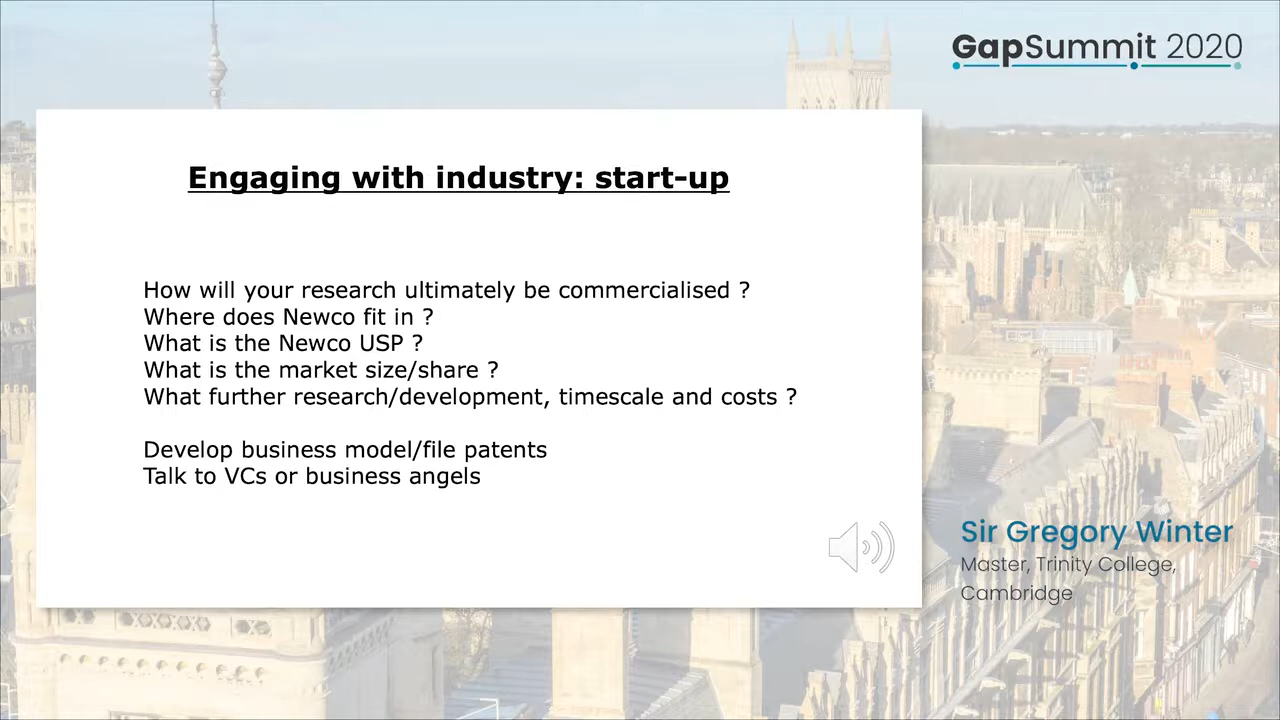 GapSummit 2020
Engaging with industry: start-up
How will your research ultimately be commercialised ?
Where does Newco fit in ?
What is the Newco USP ?
What is the market size/share ?
What further research/development, timescale and costs ?
Develop business model/file patents
Talk to VCs or business angels
Sir Gregory Winter
Master, Trinity College,
Cambridge